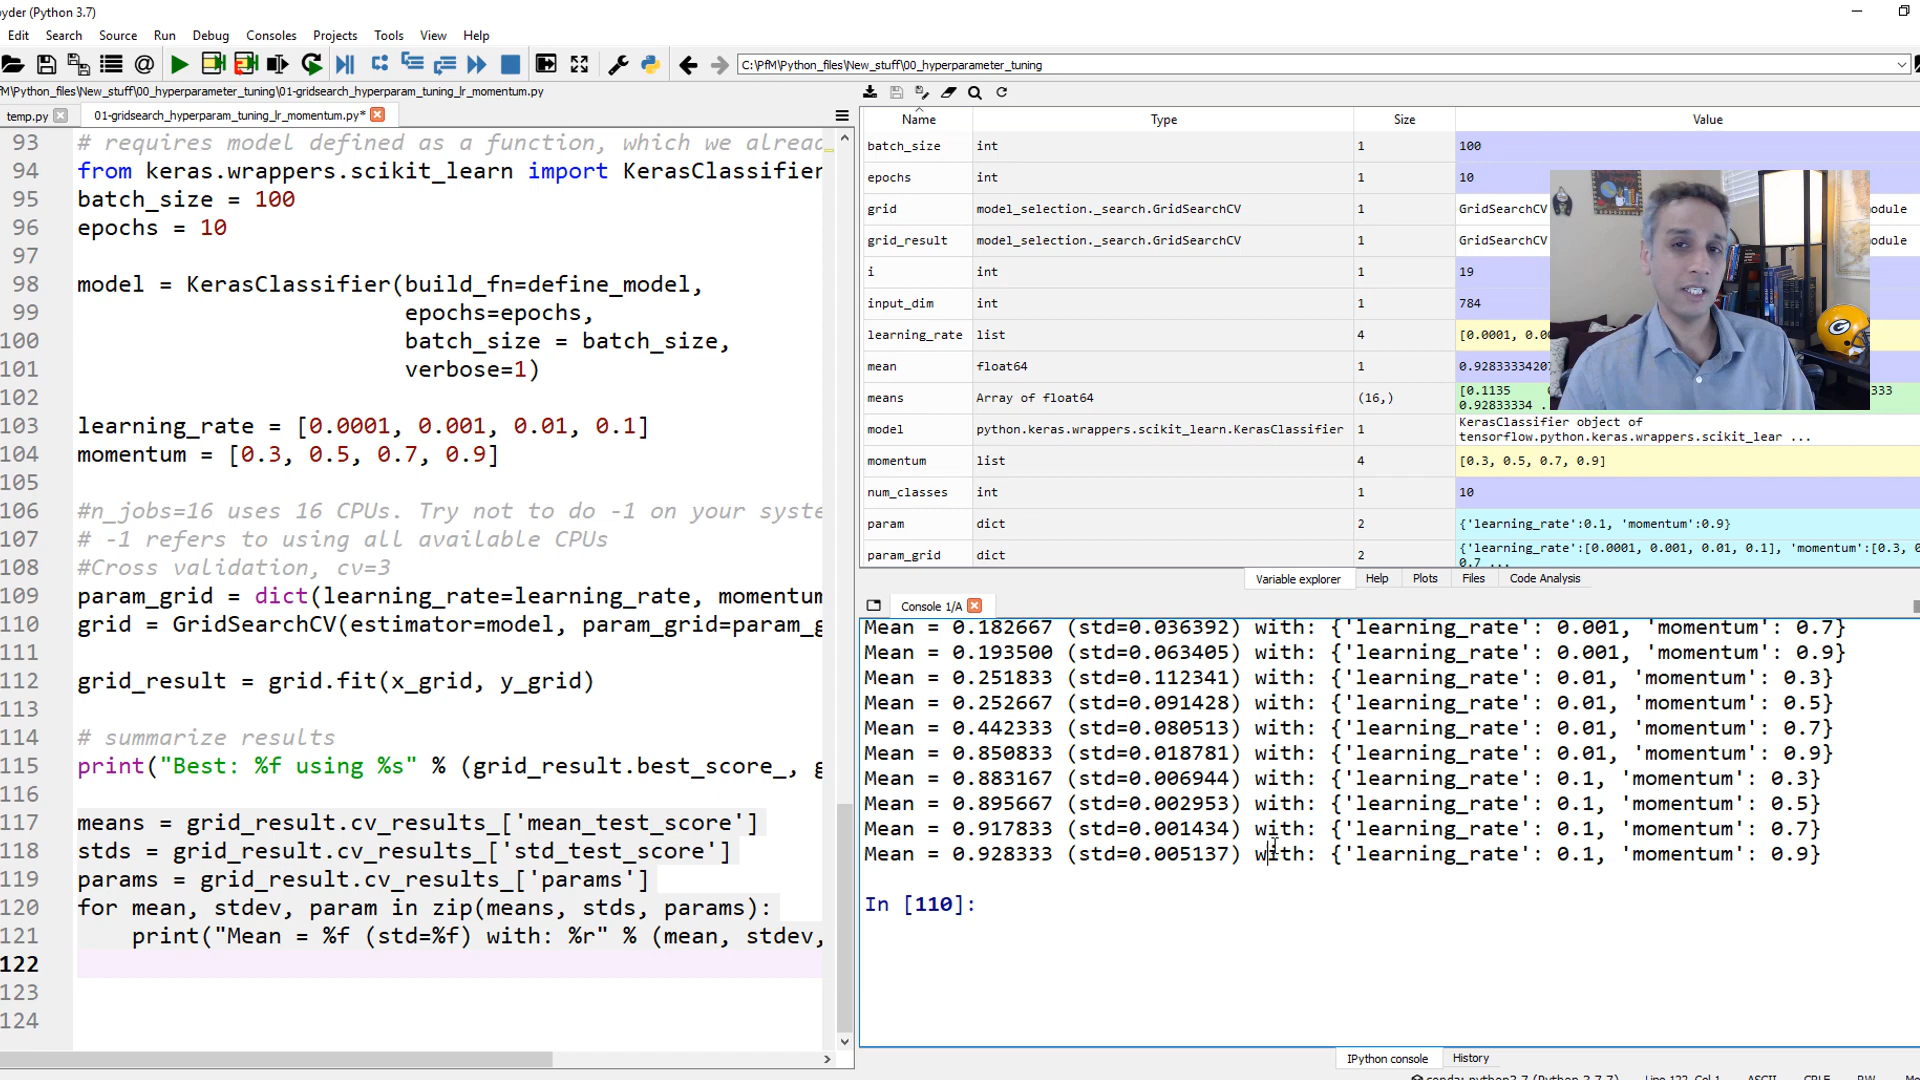 yder (Python 3.7)
Edit Search Source Run Debug Consoles Projects Tools View Help
C:\PfM\Python_files\New_stuff\00_hyperparameter_tuning
fM\Python_files\New_stuff\00_hyperparameter_tuning\01-gridsearch_hyperparam_tuning_lr_momentum.py
temp.py 01-gridsearch_hyperparam_tuning_lr_momentum.py*
93 # requires model defined as a function, which we alread
94 from keras.wrappers.scikit_learn import KerasClassifier
95 batch_size = 100
96 epochs = 10
97
98 model = KerasClassifier(build_fn=define_model,
99 epochs=epochs,
100 batch_size = batch_size,
101 verbose=1)
102
103 learning_rate = [0.0001, 0.001, 0.01, 0.1]
104 momentum = [0.3, 0.5, 0.7, 0.9]
105
106 #n_jobs=16 uses 16 CPUs. Try not to do -1 on your syste
107 # -1 refers to using all available CPUs
108 #Cross validation, cv=3
109 param_grid = dict(learning_rate=learning_rate, momentum
110 grid = GridSearchCV(estimator=model, param_grid=param_g
111
112 grid_result = grid.fit(x_grid, y_grid)
113
114 # summarize results
115 print("Best: %f using %s" % (grid_result.best_score_, g
116
117 means = grid_result.cv_results_['mean_test_score']
118 stds = grid_result.cv_results_['std_test_score']
119 params = grid_result.cv_results_['params']
120 for mean, stdev, param in zip(means, stds, params):
121 print("Mean = %f (std=%f) with: %r" % (mean, stdev,
122
123
124
Name Type Size Value
batch_size int 1 100
epochs int 1 10
grid model_selection._search.GridSearchCV 1 GridSearchCV odule
grid_result model_selection._search.GridSearchCV 1 GridSearchCV odule
i int 1 19
input_dim int 1 784
learning_rate list 4 [0.0001, 0.00
mean float64 1 0.9283333420
means Array of float64 (16,) [0.1135 333
0.92833334 .
model python.keras.wrappers.scikit_learn.KerasClassifier 1 KerasClassifier object of
tensorflow.python.keras.wrappers.scikit_lear ...
momentum list 4 [0.3, 0.5, 0.7, 0.9]
num_classes int 1 10
param dict 2 {'learning_rate':0.1, 'momentum':0.9}
param_grid dict 2 {'learning_rate':[0.0001, 0.001, 0.01, 0.1], 'momentum':[0.3, 0
0.7 ...
Variable explorer Help Plots Files Code Analysis
Console 1/A
Mean = 0.182667 (std=0.036392) with: {'learning_rate': 0.001, 'momentum': 0.7}
Mean = 0.193500 (std=0.063405) with: {'learning_rate': 0.001, 'momentum': 0.9}
Mean = 0.251833 (std=0.112341) with: {'learning_rate': 0.01, 'momentum': 0.3}
Mean = 0.252667 (std=0.091428) with: {'learning_rate': 0.01, 'momentum': 0.5}
Mean = 0.442333 (std=0.080513) with: {'learning_rate': 0.01, 'momentum': 0.7}
Mean = 0.850833 (std=0.018781) with: {'learning_rate': 0.01, 'momentum': 0.9}
Mean = 0.883167 (std=0.006944) with: {'learning_rate': 0.1, 'momentum': 0.3}
Mean = 0.895667 (std=0.002953) with: {'learning_rate': 0.1, 'momentum': 0.5}
Mean = 0.917833 (std=0.001434) with: {'learning_rate': 0.1, 'momentum': 0.7}
Mean = 0.928333 (std=0.005137) with: {'learning_rate': 0.1, 'momentum': 0.9}
In [110]:
IPython console History